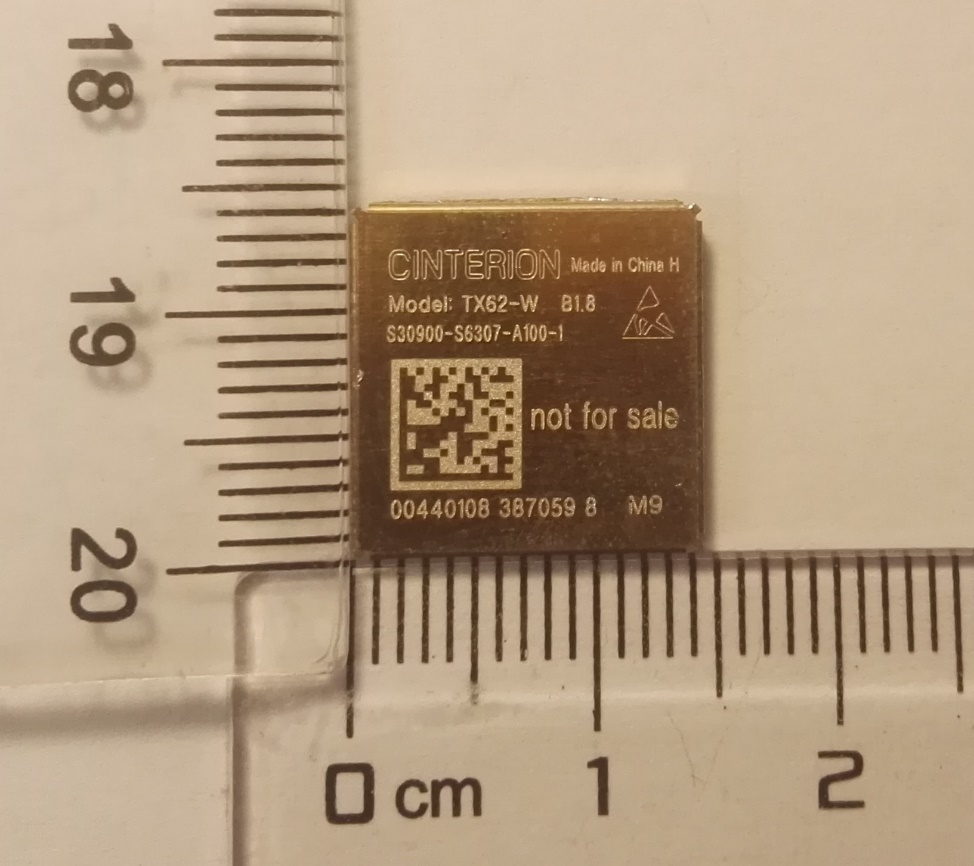 18
19
20
CINTERION Made in China H
Model: TX62-W B1.8
S30900-S6307-A100-1
not for sale
00440108 387059 8 M9
0 cm 1 2